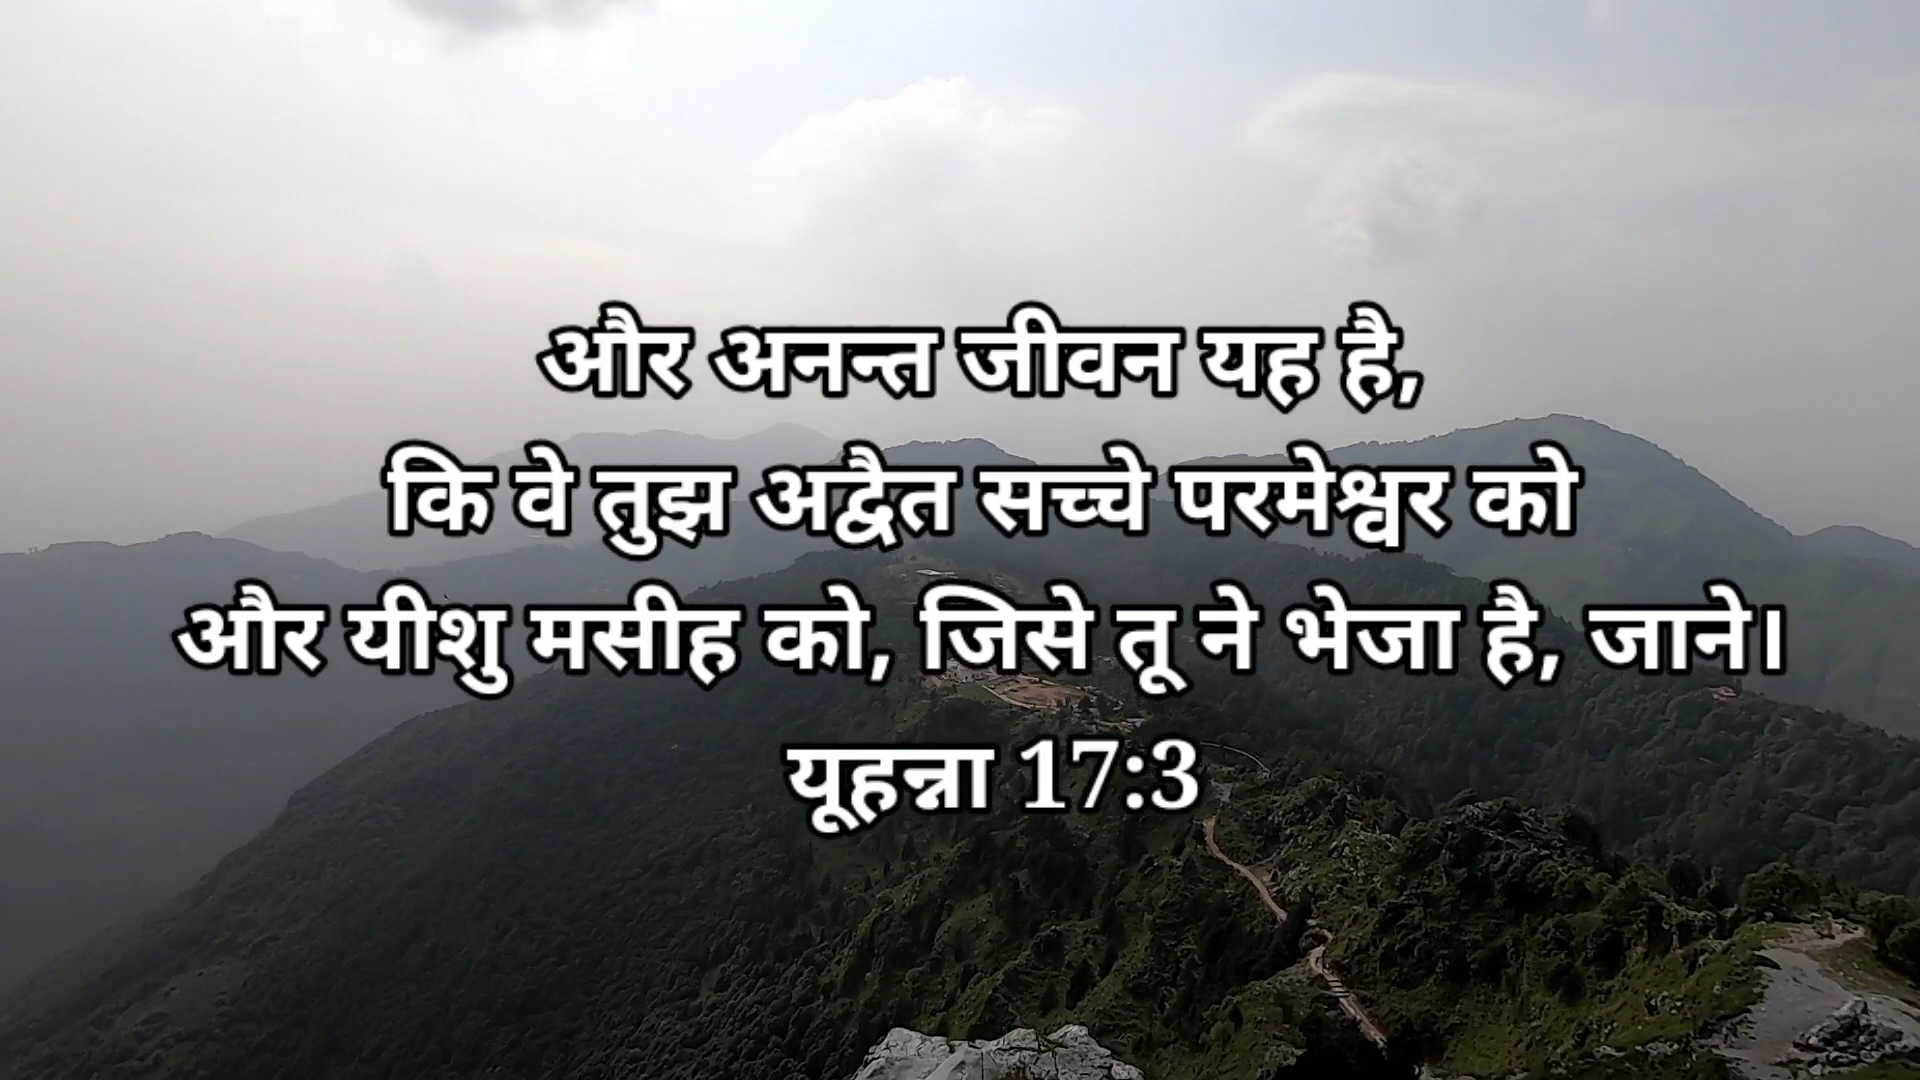 और अनन्त जीवन यह है,
कि वे तुझ अद्वैत सच्चे परमेश्वर को
और यीशु मसीह को, जिसे तू ने भेजा है, जाने।
यूहन्ना 17:3